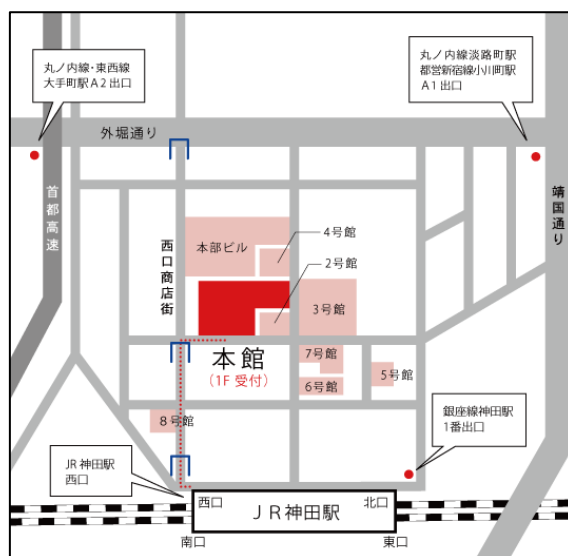 丸ノ内線・東西線
大手町駅A2出口
丸ノ内線淡路町駅
都営新宿線小川町駅
A1出口
外堀通り
首都高速
靖国通り
西口商店街
本部ビル
4号館
2号館
3号館
本館
（1F 受付）
7号館
6号館
5号館
8号館
銀座線神田駅
1番出口
JR神田駅
西口
西口
北口
JR神田駅
南口
東口